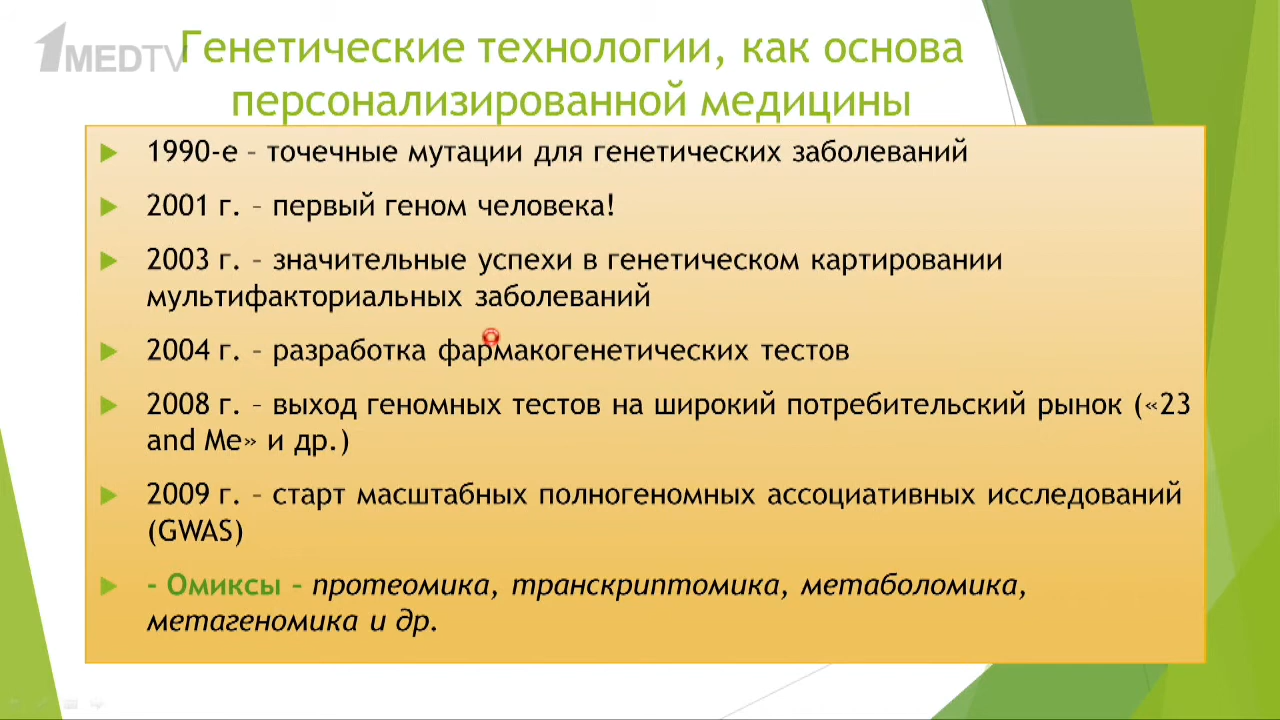 1MEDTV
Генетические технологии, как основа
персонализированной медицины
1990-е – точечные мутации для генетических заболеваний
2001 г. – первый геном человека!
2003 г. – значительные успехи в генетическом картировании
мультифакториальных заболеваний
2004 г. – разработка фармакогенетических тестов
2008 г. – выход геномных тестов на широкий потребительский рынок («23
and Me» и др.)
2009 г. – старт масштабных полногеномных ассоциативных исследований
(GWAS)
- Омиксы – протеомика, транскриптомика, метаболомика,
метагеномика и др.